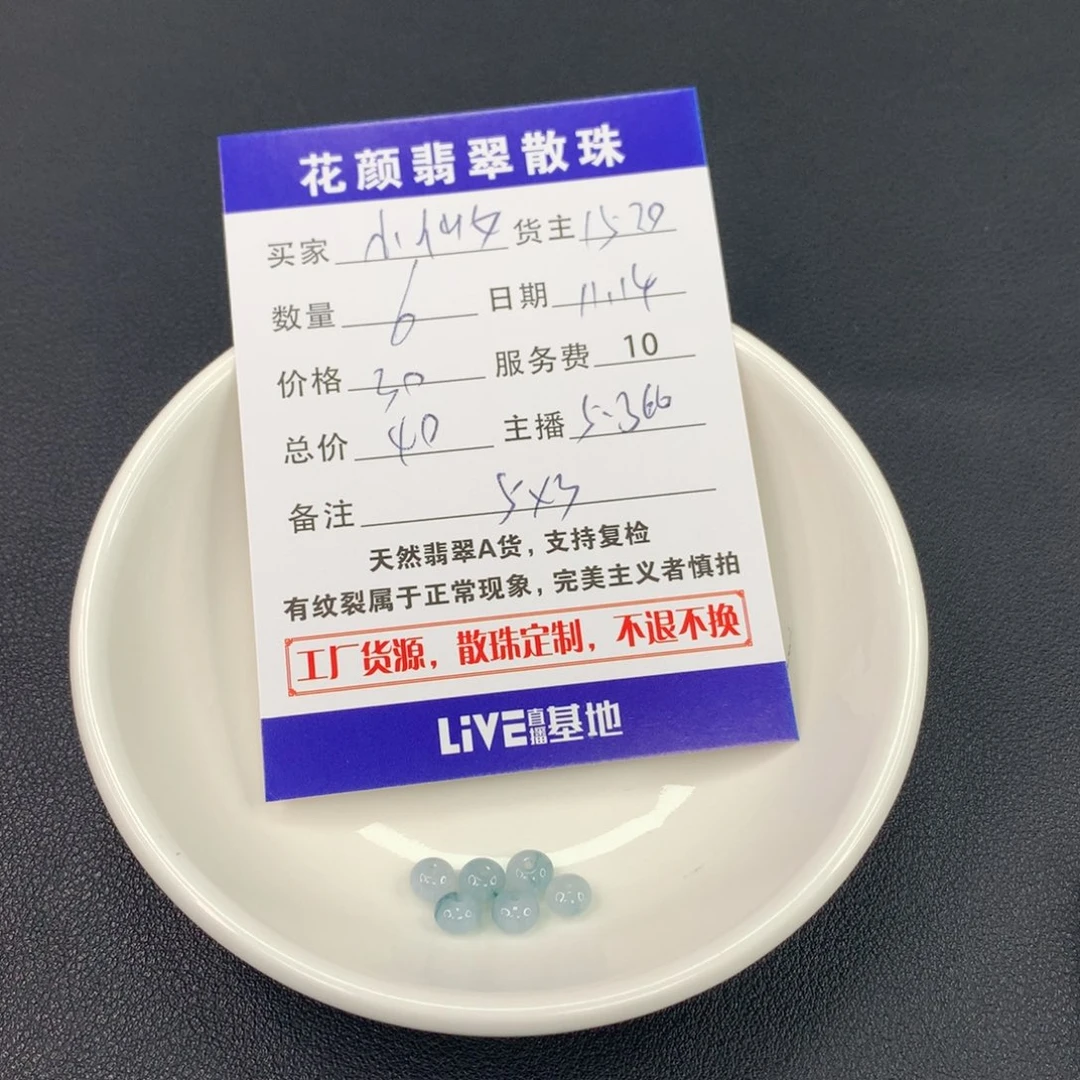 花颜翡翠散珠
买家 货主 15-20
数量 6 日期 11.14
价格 30 服务费 10
总价 40 主播 5-366
备注 5×3
天然翡翠A货，支持复检
有纹裂属于正常现象，完美主义者慎拍
工厂货源，散珠定制，不退不换
LiVE直播基地